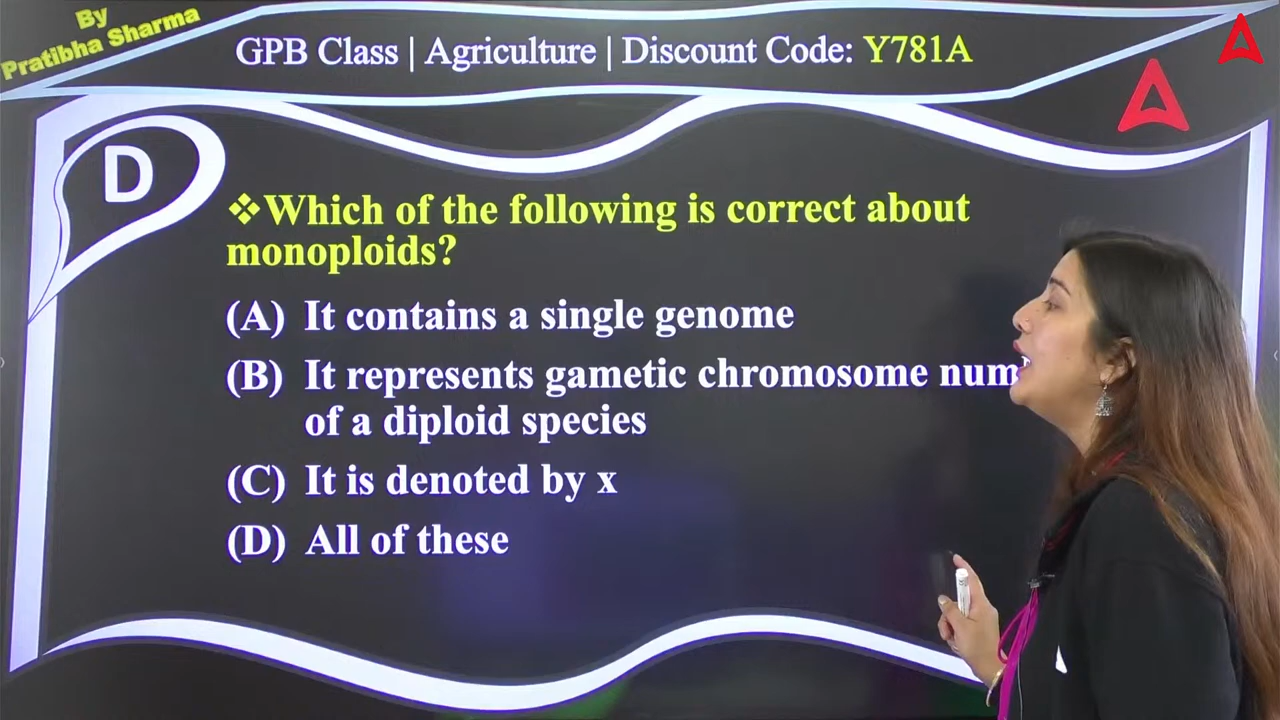 By
Pratibha Sharma
GPB Class | Agriculture | Discount Code: Y781A
D
❖Which of the following is correct about
monoploids?
(A) It contains a single genome
(B) It represents gametic chromosome
of a diploid species
(C) It is denoted by x
(D) All of these